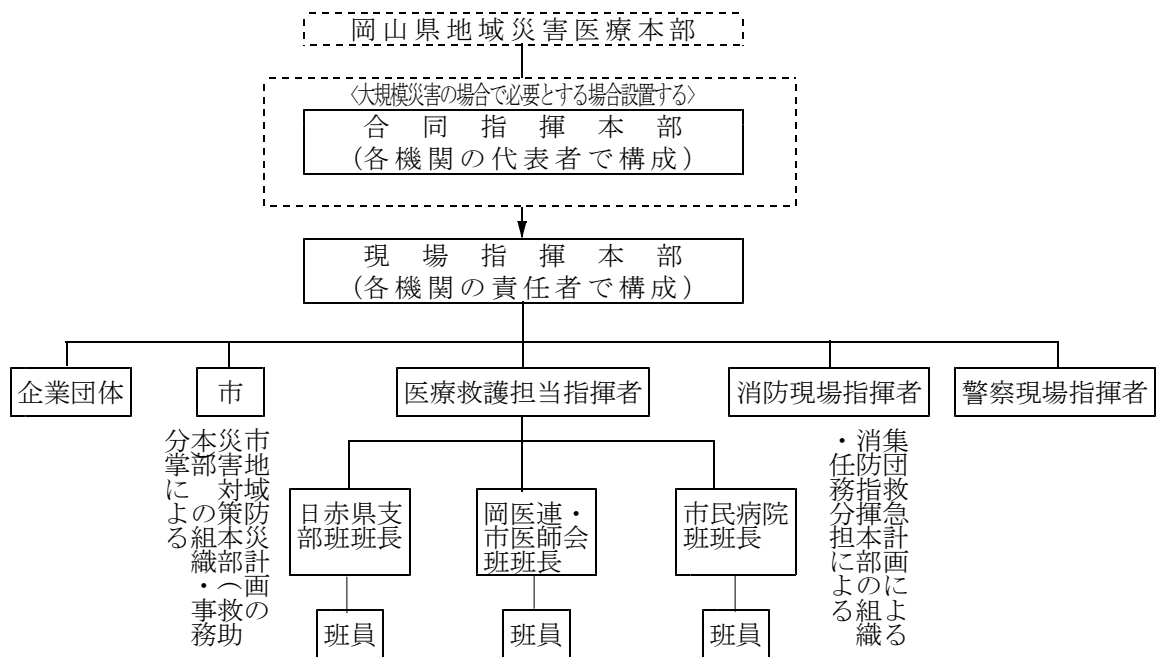 岡山県地域災害医療本部
〈大規模災害の場合で必要とする場合設置する〉
合同指揮本部
(各機関の代表者で構成)
現場指揮本部
(各機関の責任者で構成)
企業団体
市
医療救護担当指揮者
消防現場指揮者
警察現場指揮者
市地域防災計画の
災害対策本部（救助
本部）の組織・事務
分掌による
集団救急計画による
消防指揮本部の組織
・任務分担による
日赤県支
部班班長
岡医連・
市医師会
班班長
市民病院
班班長
班員
班員
班員